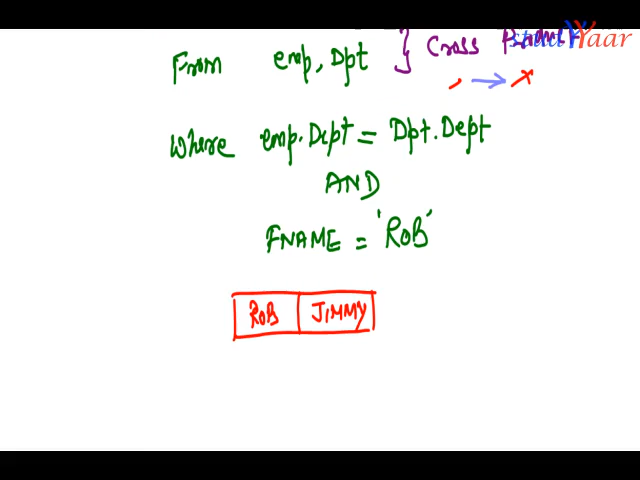 From emp, Dpt } Cross Product
, → ×
Where emp.Dept = Dpt.Dept
AND
FNAME = 'ROB'
ROB JIMMY